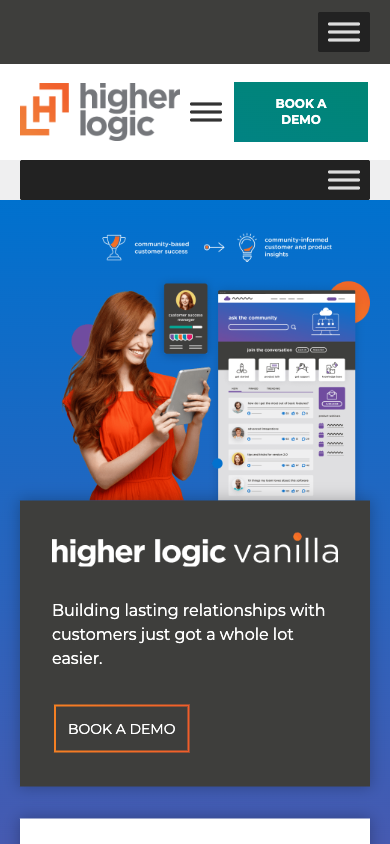 higher
logic
BOOK A
DEMO
community-based
customer success
community-informed
customer and product
insights
customer success
manager
ask the community
join the conversation
higher logic vanilla
Building lasting relationships with
customers just got a whole lot
easier.
BOOK A DEMO